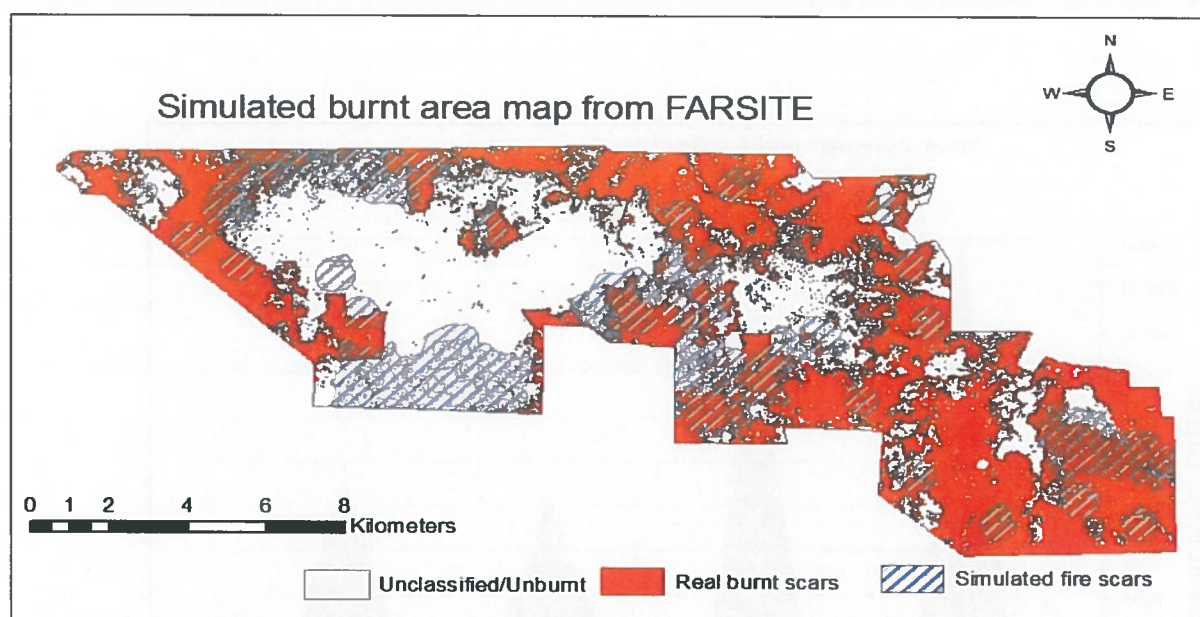 N
W E
S
Simulated burnt area map from FARSITE
0 1 2 4 6 8
Kilometers
Unclassified/Unburnt Real burnt scars Simulated fire scars